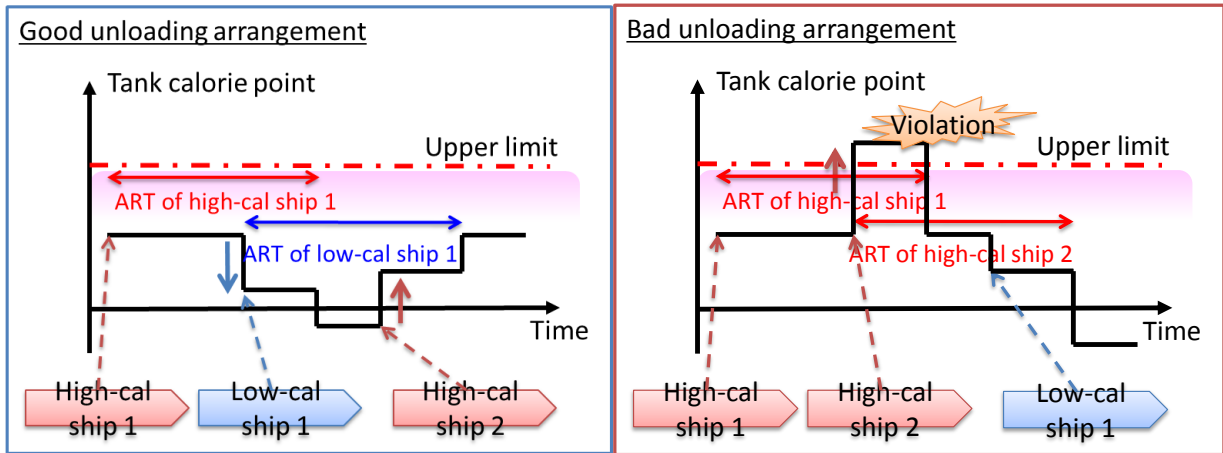 Good unloading arrangement
Tank calorie point
Upper limit
ART of high-cal ship 1
ART of low-cal ship 1
Time
High-cal
ship 1
Low-cal
ship 1
High-cal
ship 2
Bad unloading arrangement
Tank calorie point
Violation
Upper limit
ART of high-cal ship 1
ART of high-cal ship 2
Time
High-cal
ship 1
High-cal
ship 2
Low-cal
ship 1